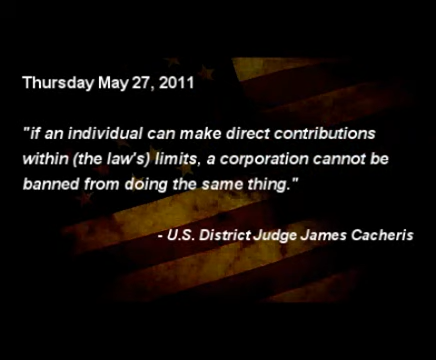 Thursday May 27, 2011
"if an individual can make direct contributions
within (the law's) limits, a corporation cannot be
banned from doing the same thing."
- U.S. District Judge James Cacheris